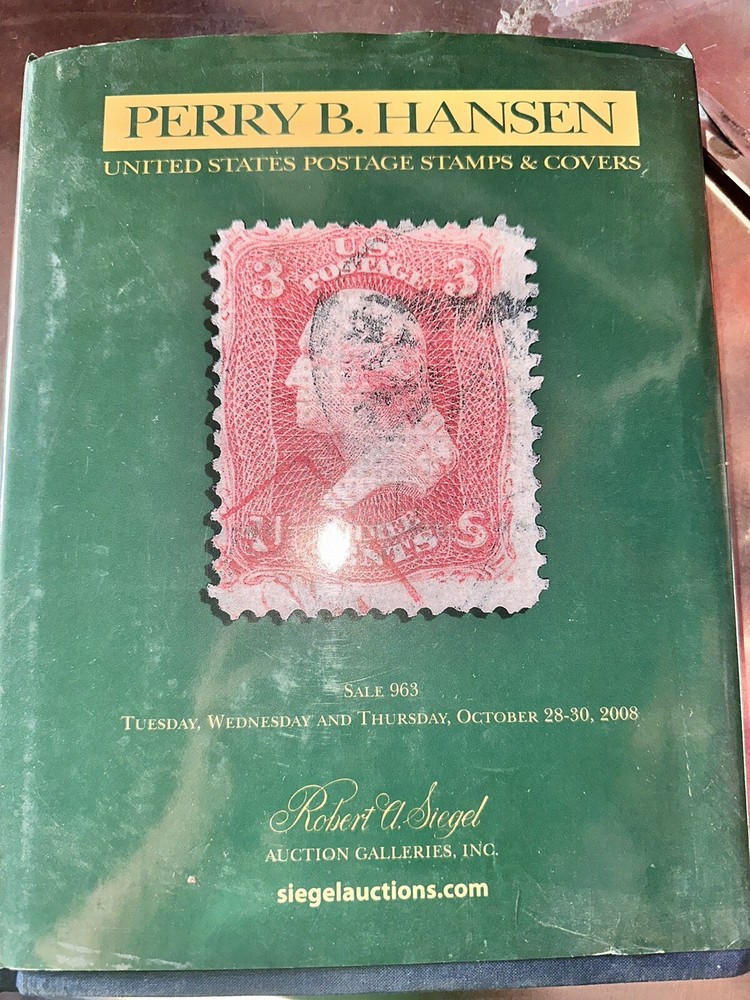 PERRY B. HANSEN
UNITED STATES POSTAGE STAMPS & COVERS
U.S.
3 POSTAGE 3
U S
CENTS
SALE 963
TUESDAY, WEDNESDAY AND THURSDAY, OCTOBER 28-30, 2008
Robert A. Siegel
AUCTION GALLERIES, INC.
siegelauctions.com